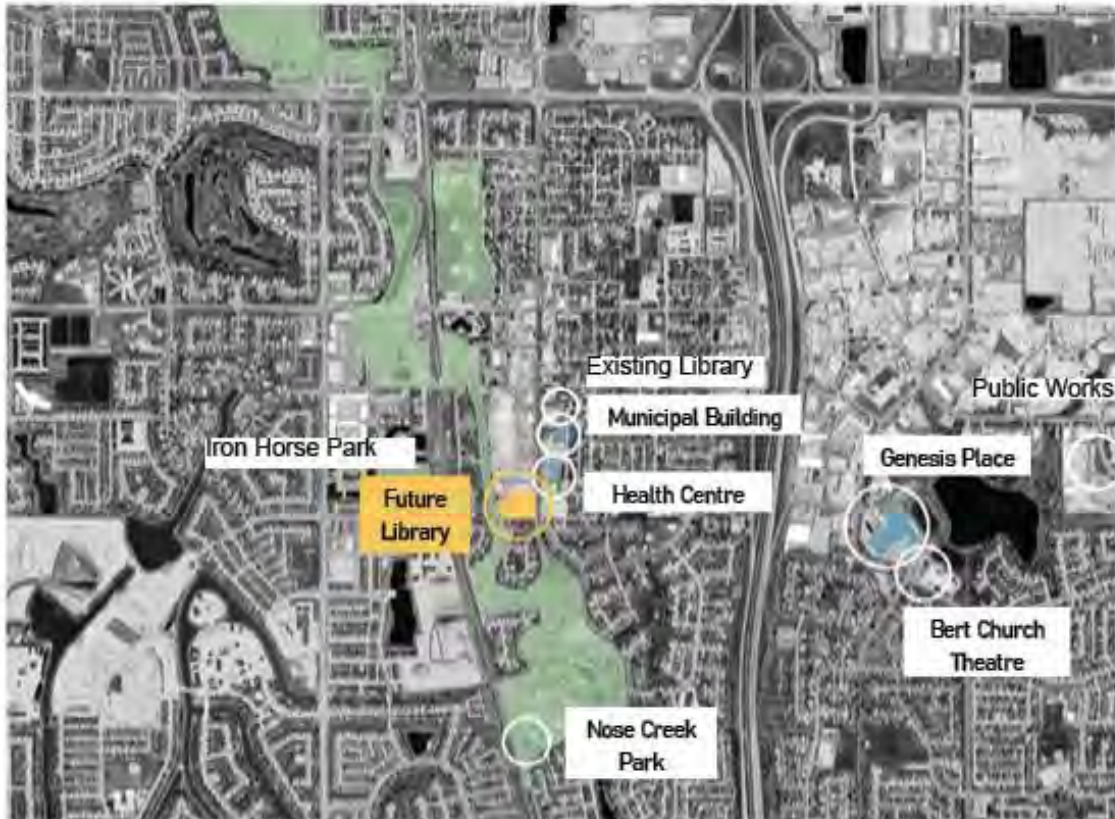 Existing Library
Public Works
Municipal Building
Iron Horse Park
Genesis Place
Future
Library
Health Centre
Bert Church
Theatre
Nose Creek
Park